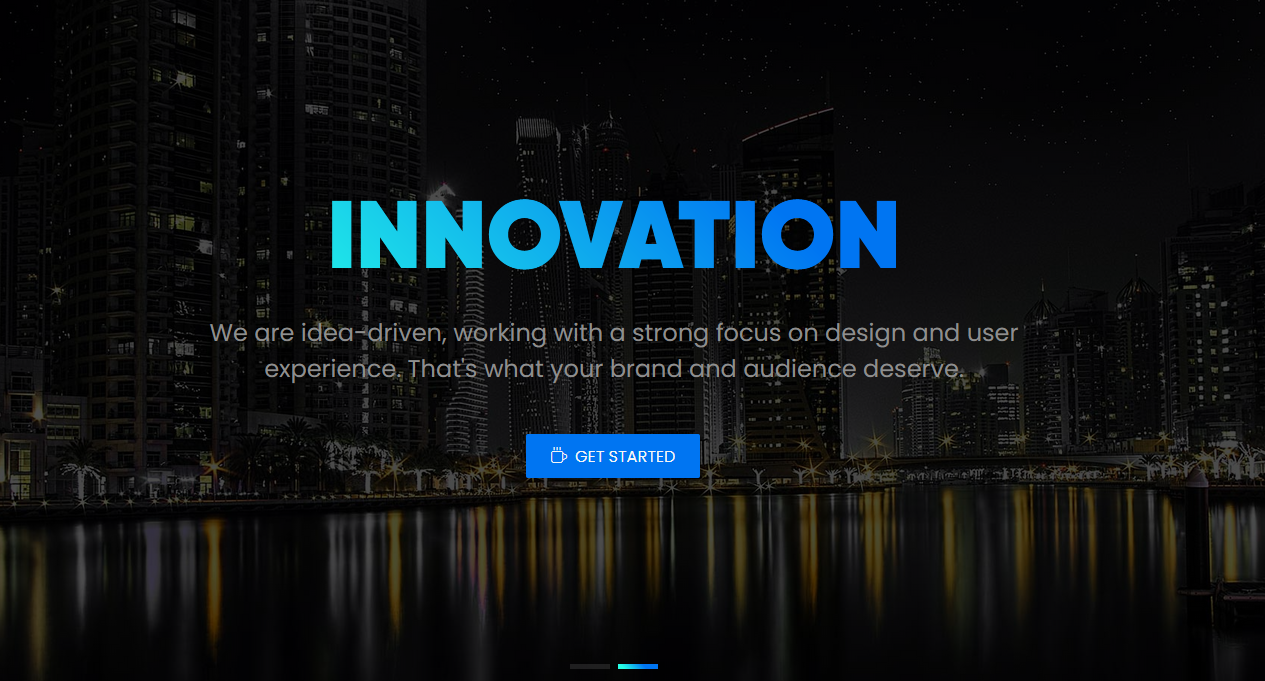 INNOVATION
We are idea-driven, working with a strong focus on design and user
experience. That's what your brand and audience deserve.
GET STARTED